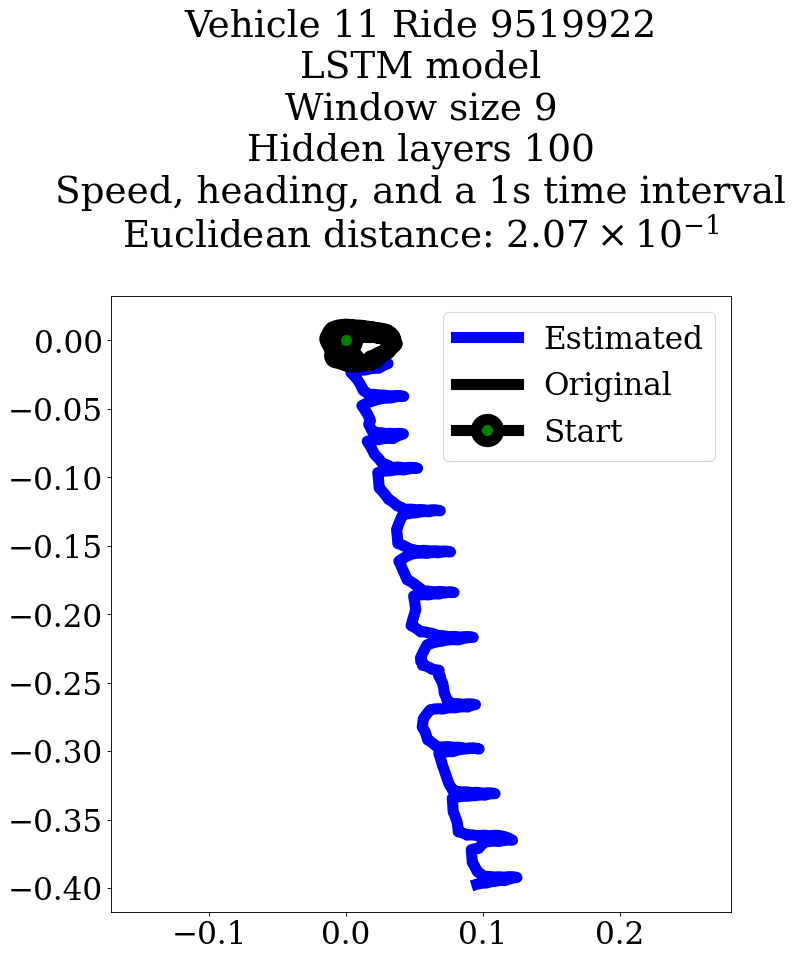 Vehicle 11 Ride 9519922
LSTM model
Window size 9
Hidden layers 100
Speed, heading, and a 1s time interval
Euclidean distance: 2.07 × 10⁻¹
Estimated
Original
Start
0.00
−0.05
−0.10
−0.15
−0.20
−0.25
−0.30
−0.35
−0.40
−0.1 0.0 0.1 0.2